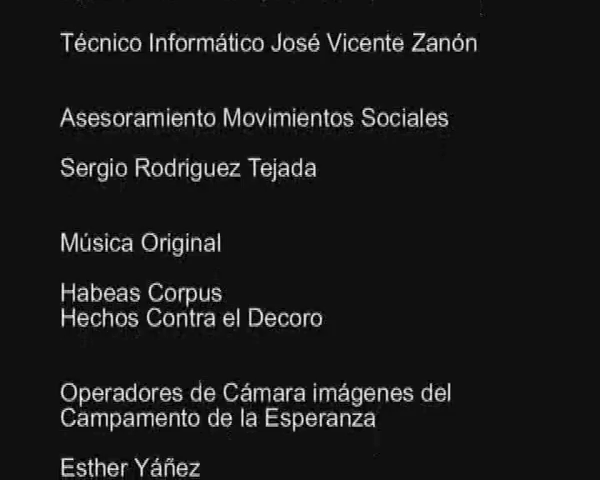 Técnico Informático José Vicente Zanón
Asesoramiento Movimientos Sociales
Sergio Rodriguez Tejada
Música Original
Habeas Corpus
Hechos Contra el Decoro
Operadores de Cámara imágenes del
Campamento de la Esperanza
Esther Yáñez